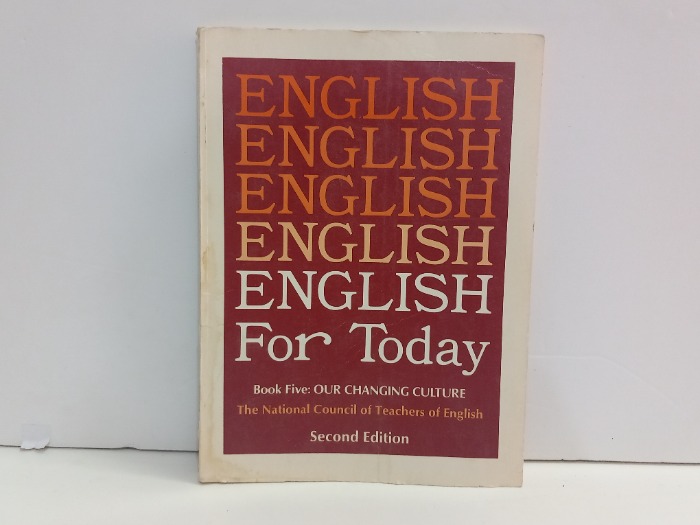 ENGLISH
ENGLISH
ENGLISH
ENGLISH
ENGLISH
For Today
Book Five: OUR CHANGING CULTURE
The National Council of Teachers of English
Second Edition